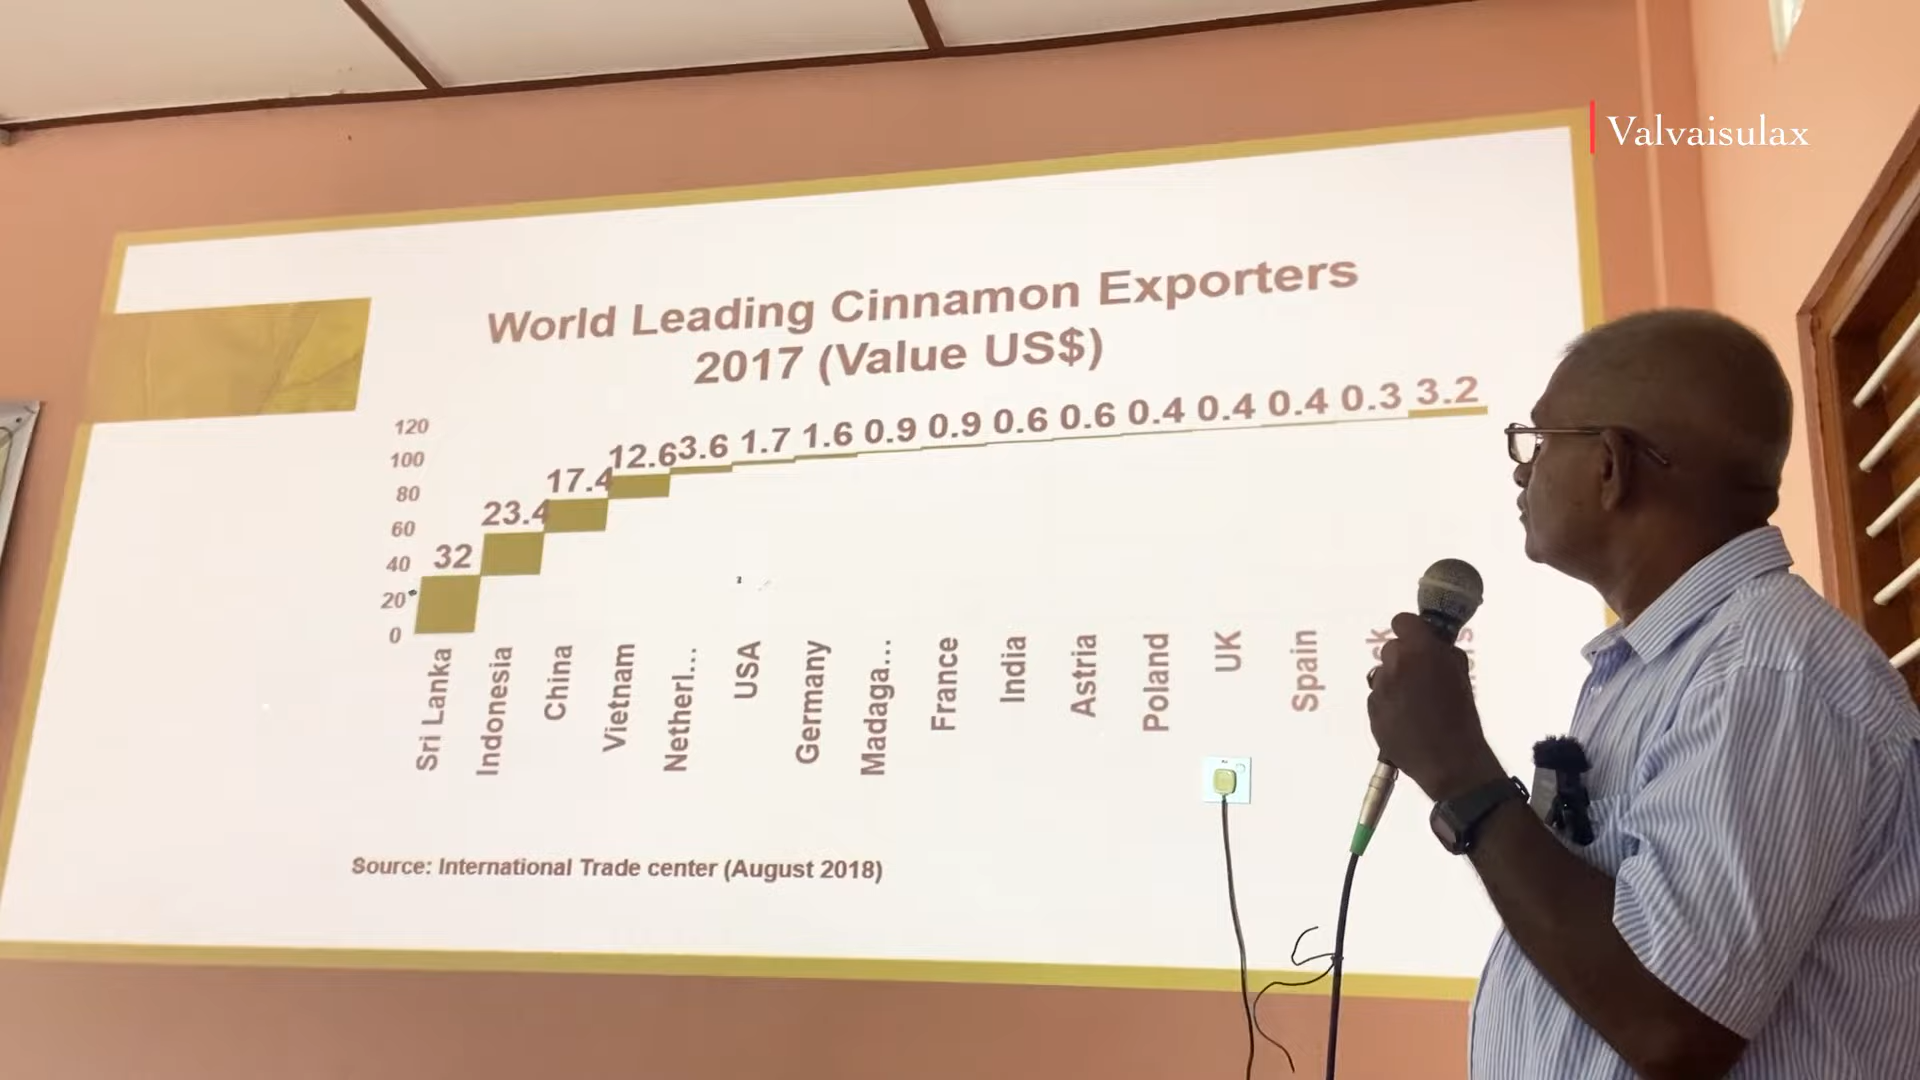 Valvaisulax
World Leading Cinnamon Exporters
2017 (Value US$)
120
100
80
60
40
20
0
32
23.4
17.4
12.6
3.6
1.7
1.6
0.9
0.9
0.6
0.6
0.4
0.4
0.4
0.3
3.2
Sri Lanka
Indonesia
China
Vietnam
Netherl...
USA
Germany
Madaga...
France
India
Astria
Poland
UK
Spain
Source: International Trade center (August 2018)